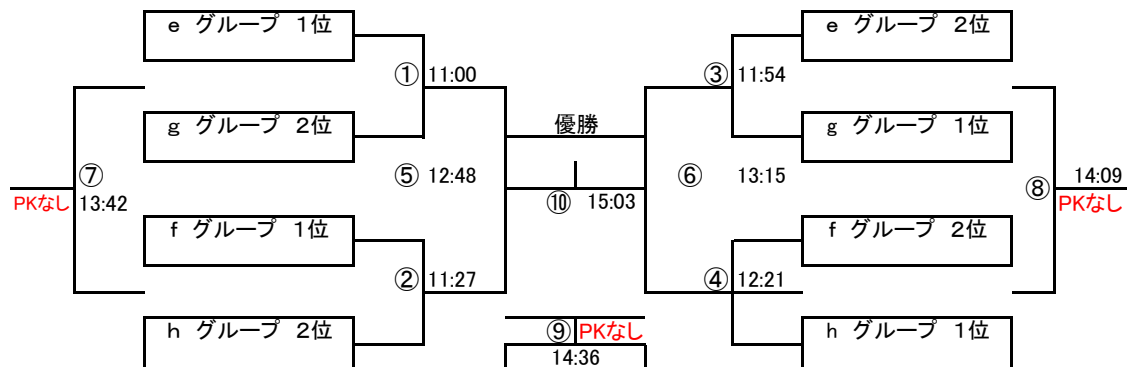 e グループ 1位
e グループ 2位
① 11:00
③ 11:54
g グループ 2位
優勝
g グループ 1位
⑦
⑤ 12:48
⑥ 13:15
14:09
PKなし 13:42
⑩ 15:03
⑧
PKなし
f グループ 1位
f グループ 2位
② 11:27
④ 12:21
h グループ 2位
⑨ PKなし
h グループ 1位
14:36